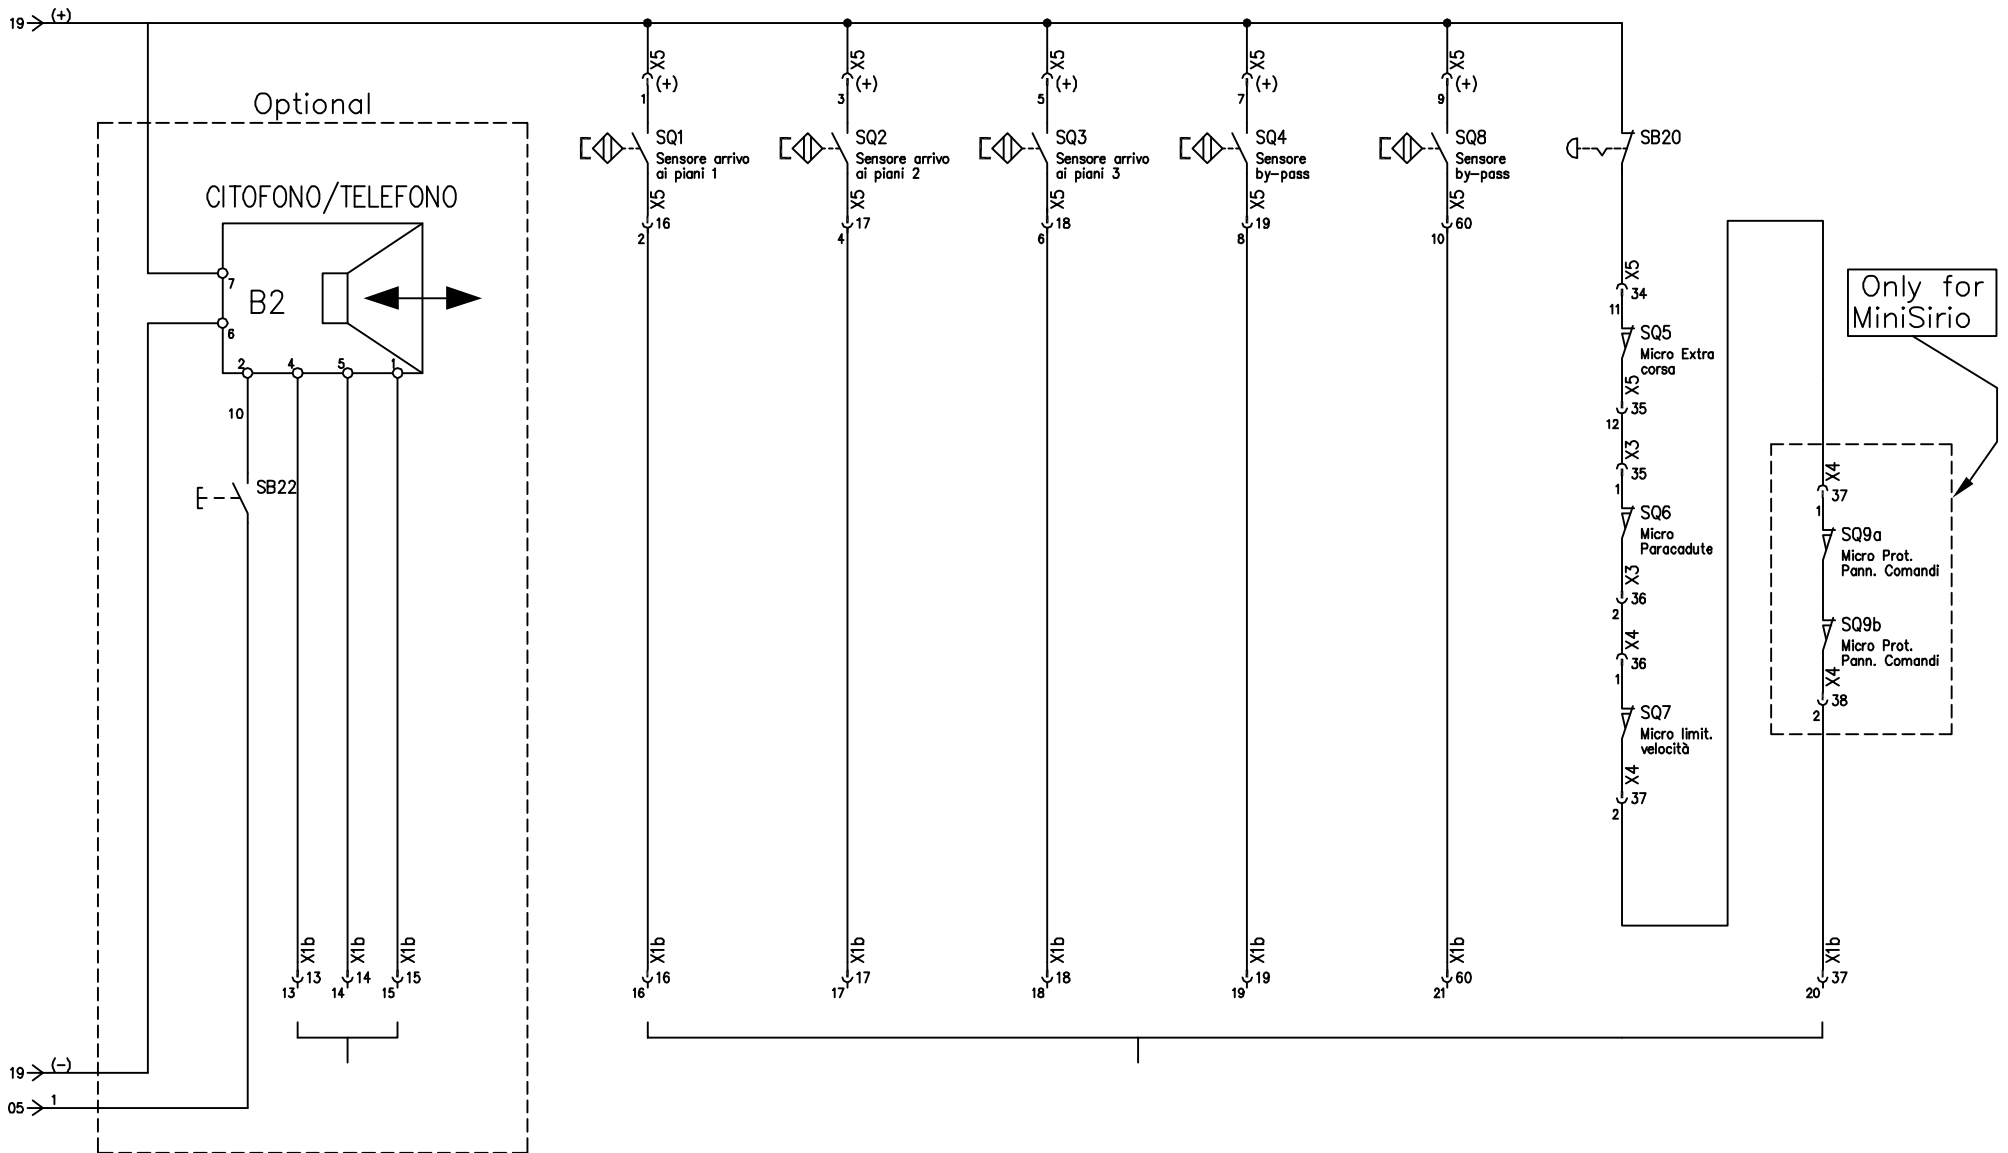 19 (+)
Optional
CITOFONO/TELEFONO
B2
7
6
2 4 5 1
10
SB22
X1b X1b X1b
13 14 15
13 14 15
19 (-)
05 1
X5 X5 X5 X5 X5
(+) (+) (+) (+) (+)
1 3 5 7 9
SQ1
Sensore arrivo
ai piani 1
X5
16
2
SQ2
Sensore arrivo
ai piani 2
X5
17
4
SQ3
Sensore arrivo
ai piani 3
X5
18
6
SQ4
Sensore
by-pass
X5
19
8
SQ8
Sensore
by-pass
X5
60
10
SB20
X5
34
11
SQ5
Micro Extra
corsa
X5
35
12
X3
35
1
SQ6
Micro
Paracadute
X3
36
2
X4
36
1
SQ7
Micro limit.
velocità
X4
37
2
Only for
MiniSirio
X4
37
1
SQ9a
Micro Prot.
Pann. Comandi
SQ9b
Micro Prot.
Pann. Comandi
X4
38
2
X1b X1b X1b X1b X1b X1b
16 17 18 19 60 37
16 17 18 19 21 20